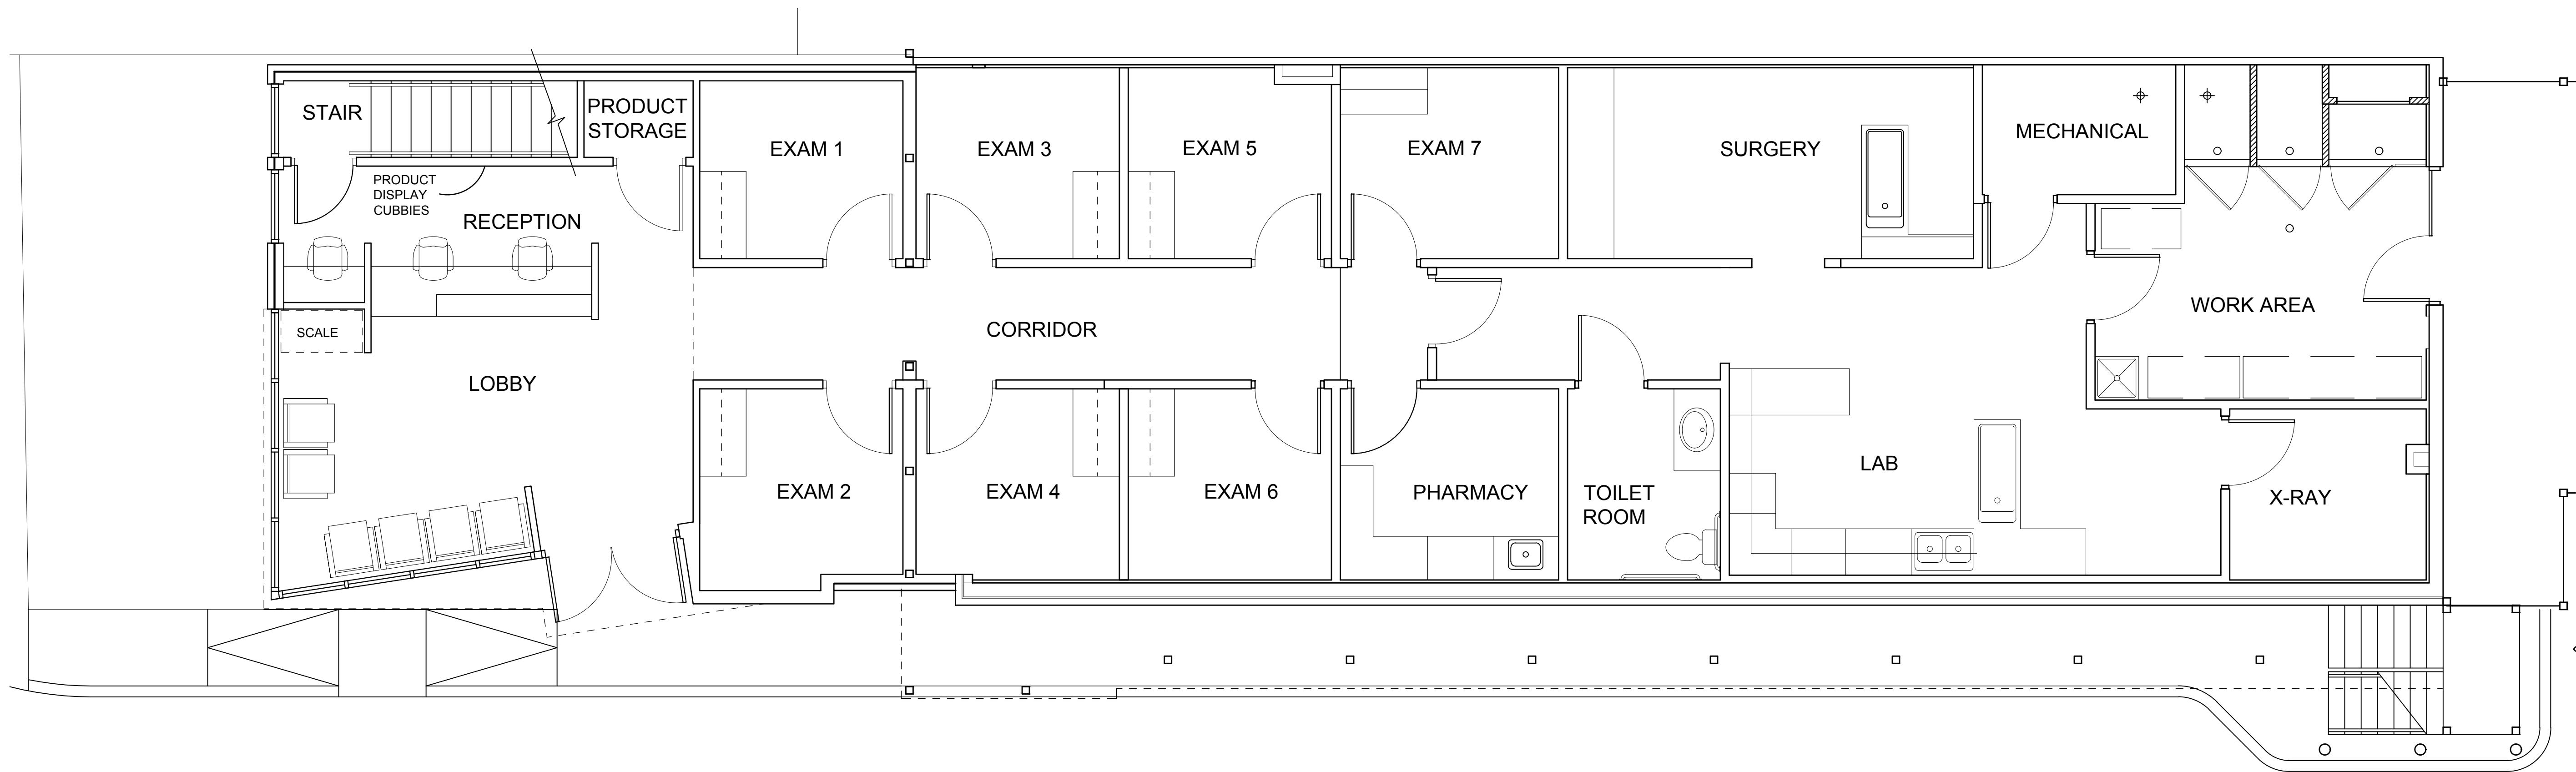 STAIR
PRODUCT
STORAGE
EXAM 1
EXAM 3
EXAM 5
EXAM 7
SURGERY
MECHANICAL
PRODUCT
DISPLAY
CUBBIES
RECEPTION
WORK AREA
SCALE
CORRIDOR
LOBBY
EXAM 2
EXAM 4
EXAM 6
PHARMACY
TOILET
ROOM
LAB
X-RAY